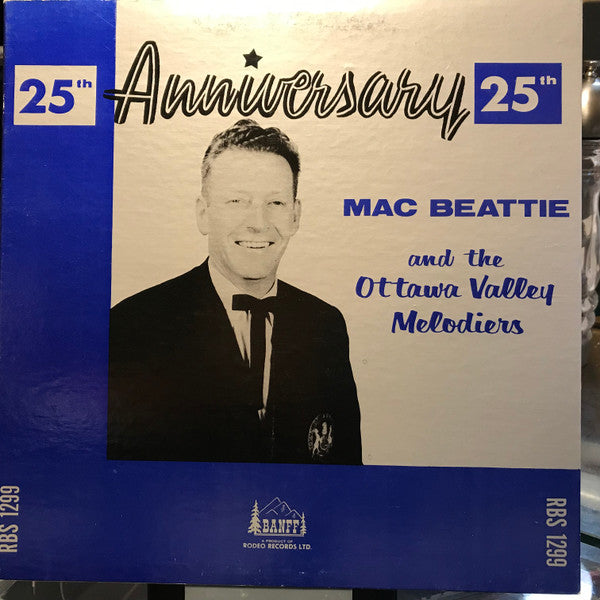 25th Anniversary 25th
MAC BEATTIE
and the
Ottawa Valley
Melodiers
RBS 1299
BANFF
A PRODUCT OF
RODEO RECORDS LTD.
RBS 1299